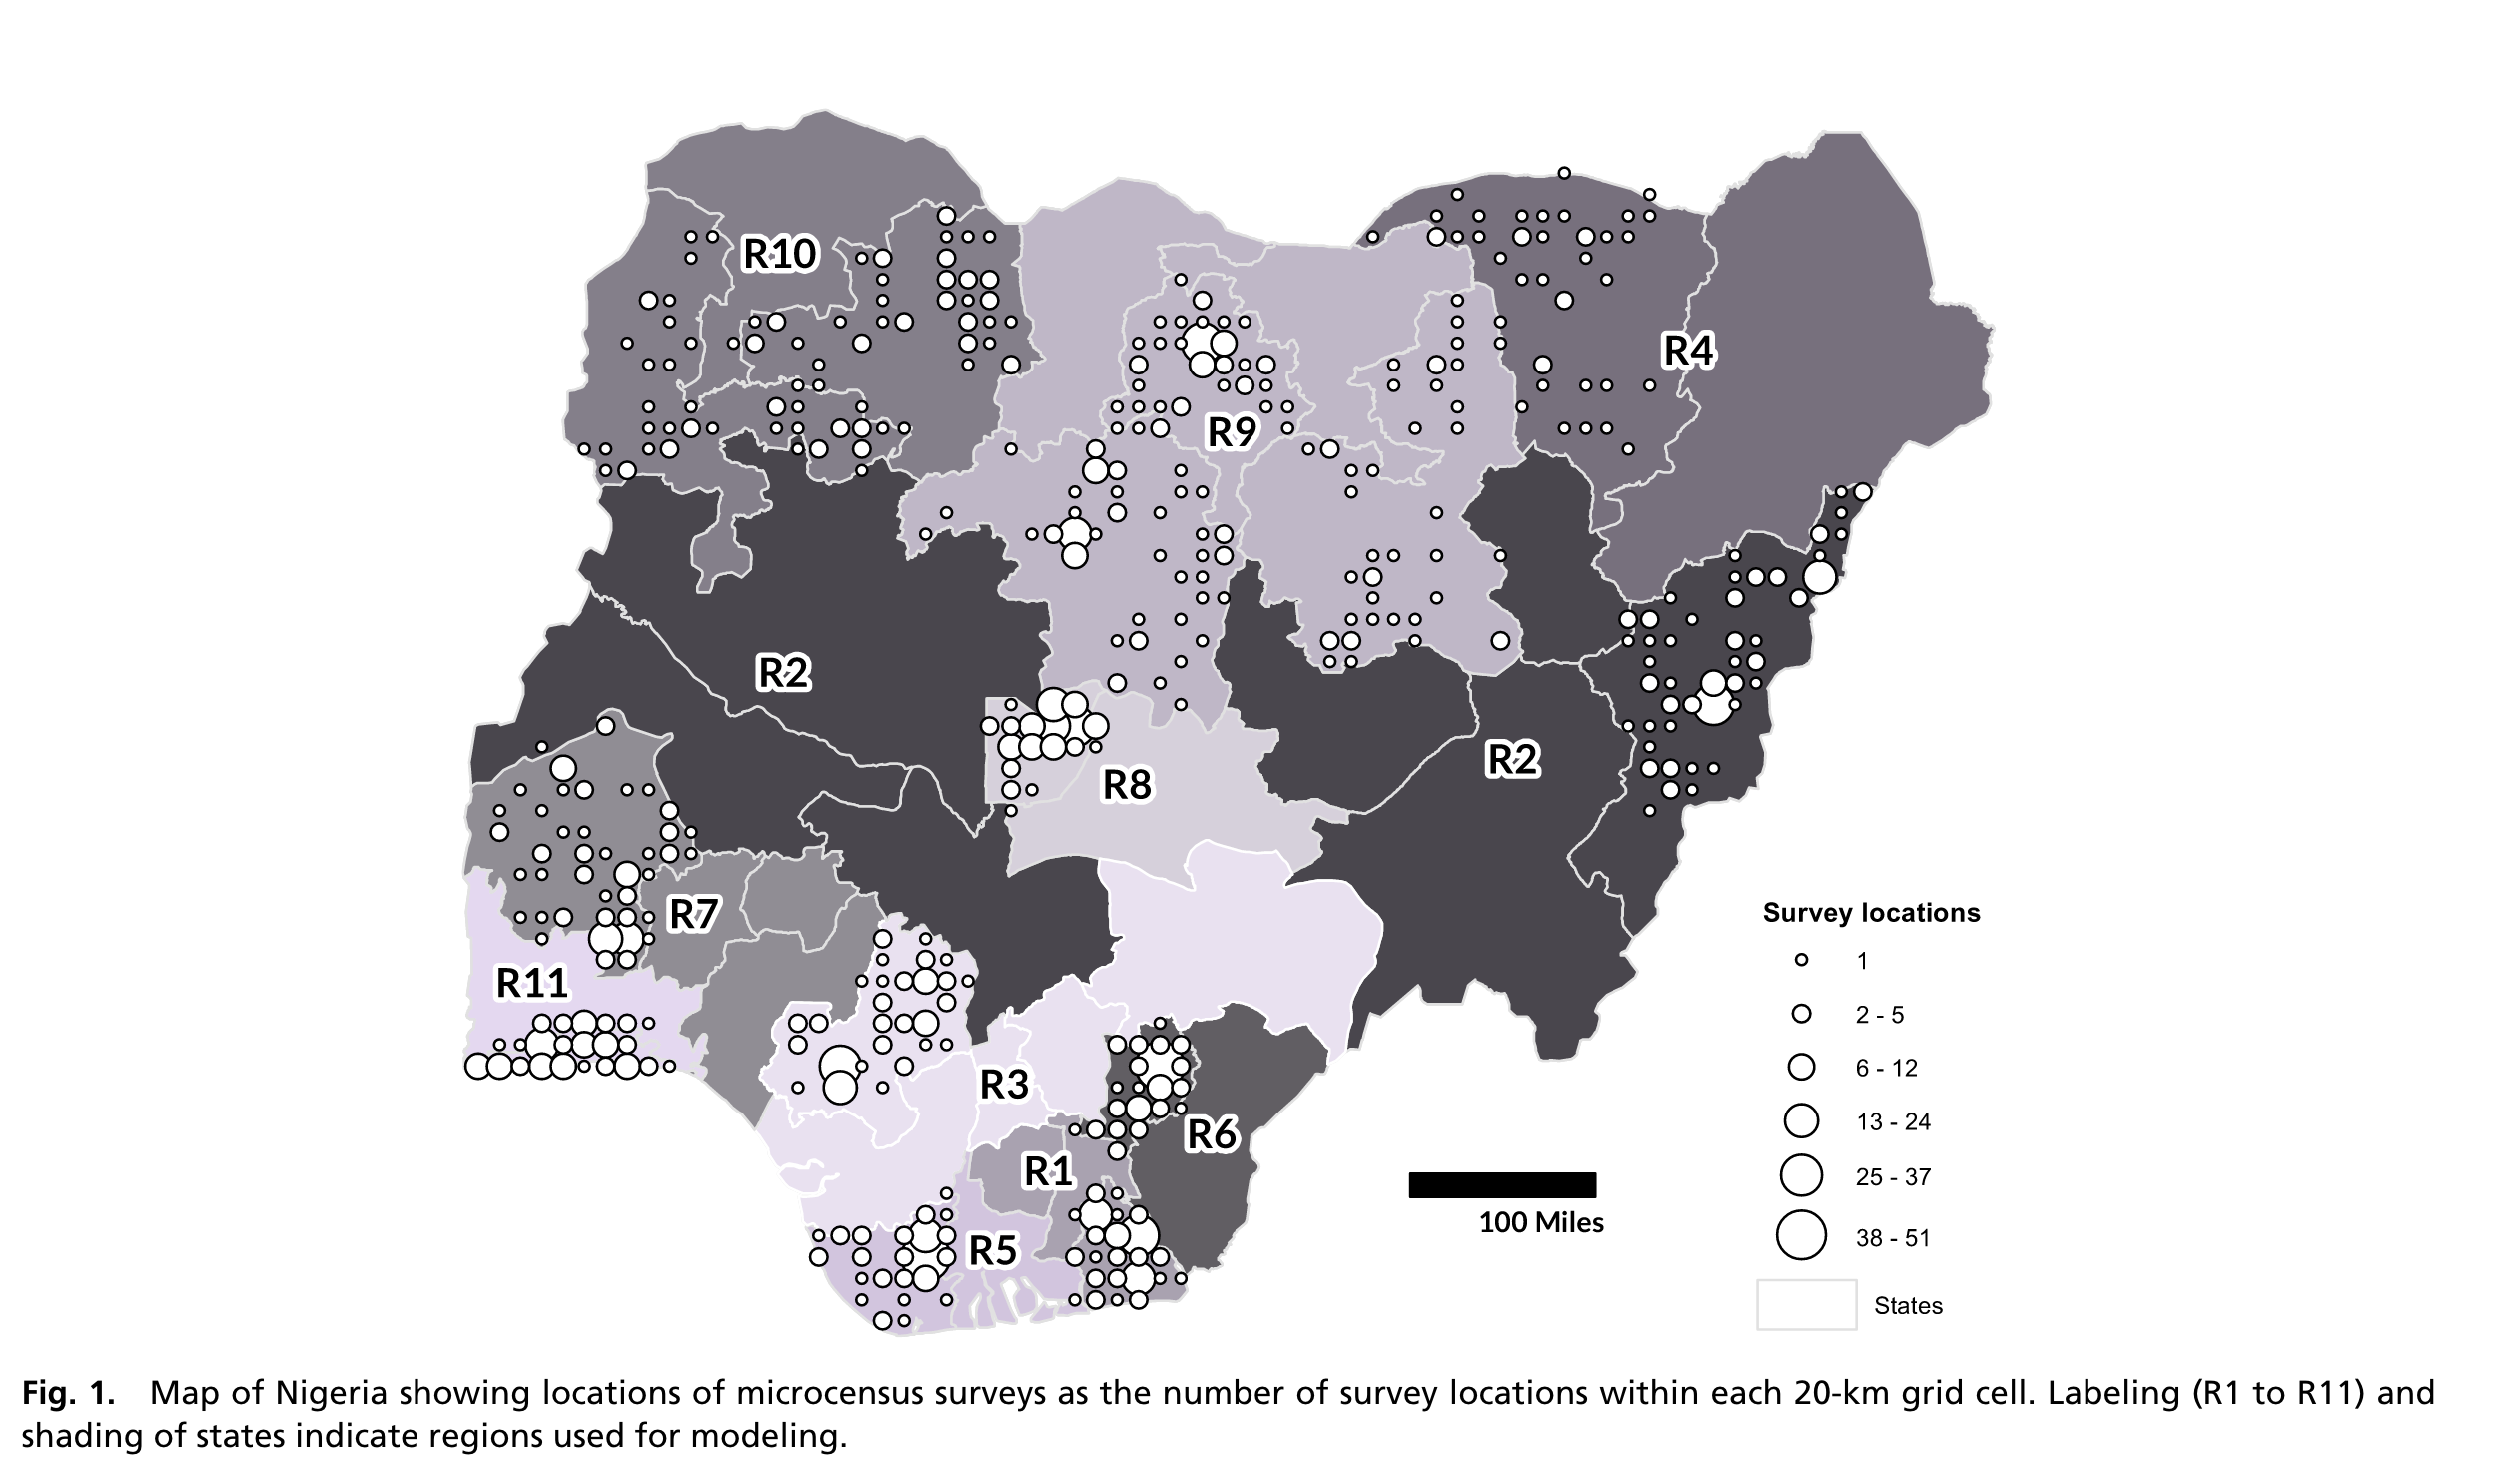 R10
R4
R9
R2
R2
R8
R7
R11
R3
R6
R1
R5
Survey locations
1
2 - 5
6 - 12
13 - 24
25 - 37
38 - 51
States
100 Miles
Fig. 1. Map of Nigeria showing locations of microcensus surveys as the number of survey locations within each 20-km grid cell. Labeling (R1 to R11) and
shading of states indicate regions used for modeling.